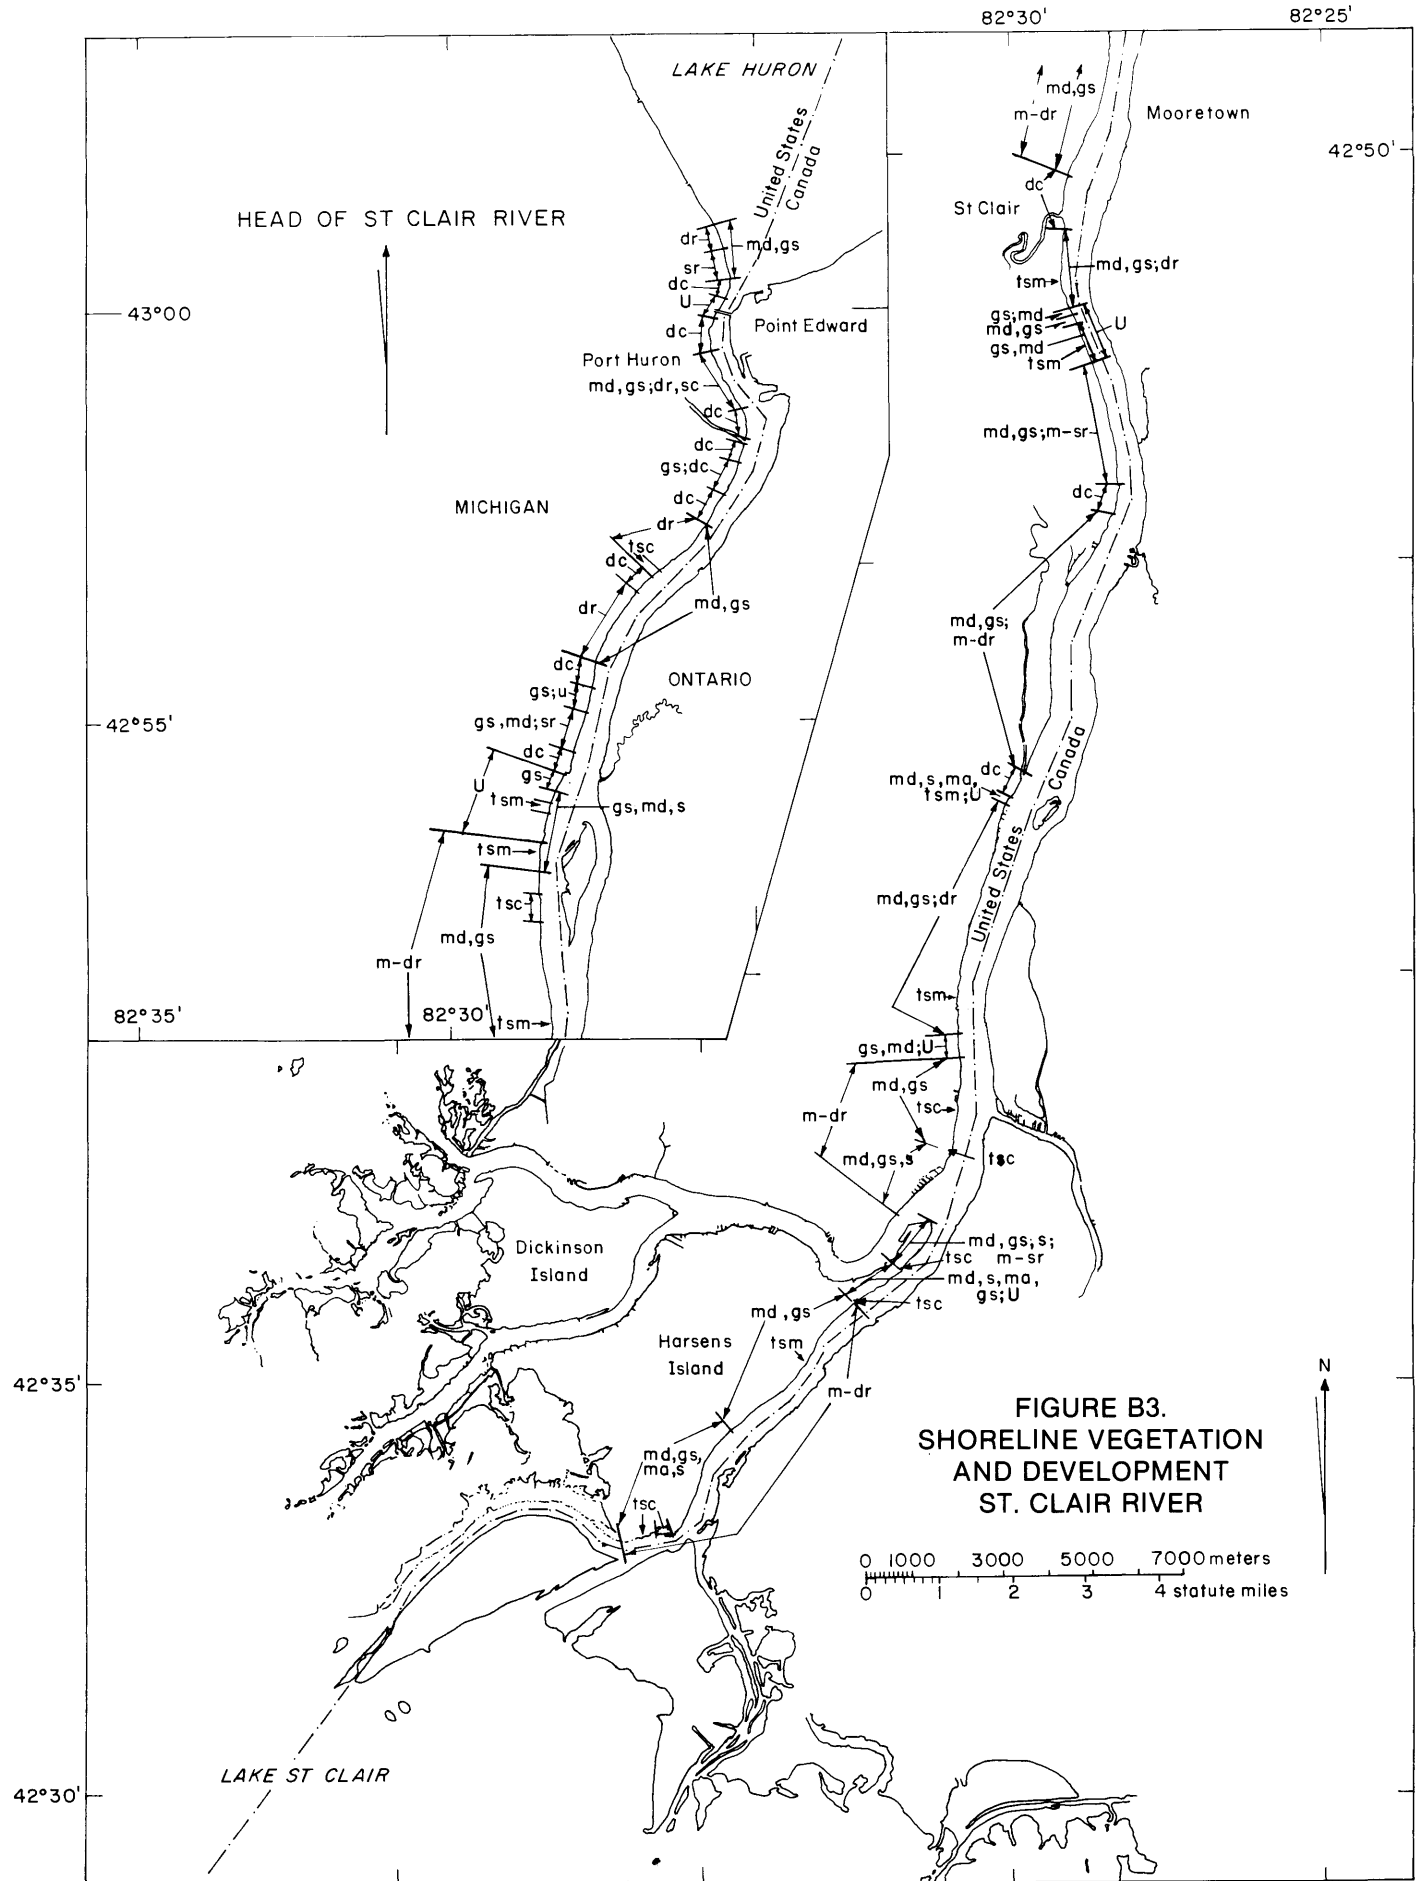 82°30'
82°25'
LAKE HURON
United States
Canada
md,gs
m-dr
Mooretown
42°50'
dc
St Clair
HEAD OF ST CLAIR RIVER
dr
md,gs
sr
dc
U
43°00
dc
Point Edward
Port Huron
md,gs;dr,sc
dc
dc
gs;dc
dc
MICHIGAN
dr
tsc
dc
dr
md,gs
dc
ONTARIO
gs;u
gs,md;sr
42°55'
dc
gs
U
tsm
gs,md,s
tsm
tsc
md,gs
m-dr
82°35'
82°30'
tsm
md,gs;dr
tsm
gs;md
md,gs
gs,md
tsm
U
md,gs;m-sr
dc
md,gs;
m-dr
dc
md,s,ma,
tsm;U
Canada
United States
md,gs;dr
tsm
gs,md;U
md,gs
tsc
m-dr
md,gs,s
tsc
md,gs,s;
m-sr
tsc
md,s,ma,
gs;U
tsc
Dickinson
Island
md,gs
Harsens
Island
tsm
m-dr
42°35'
md,gs,
ma,s
tsc
N
FIGURE B3.
SHORELINE VEGETATION
AND DEVELOPMENT
ST. CLAIR RIVER
0 1000 3000 5000 7000 meters
0 1 2 3 4 statute miles
LAKE ST CLAIR
42°30'